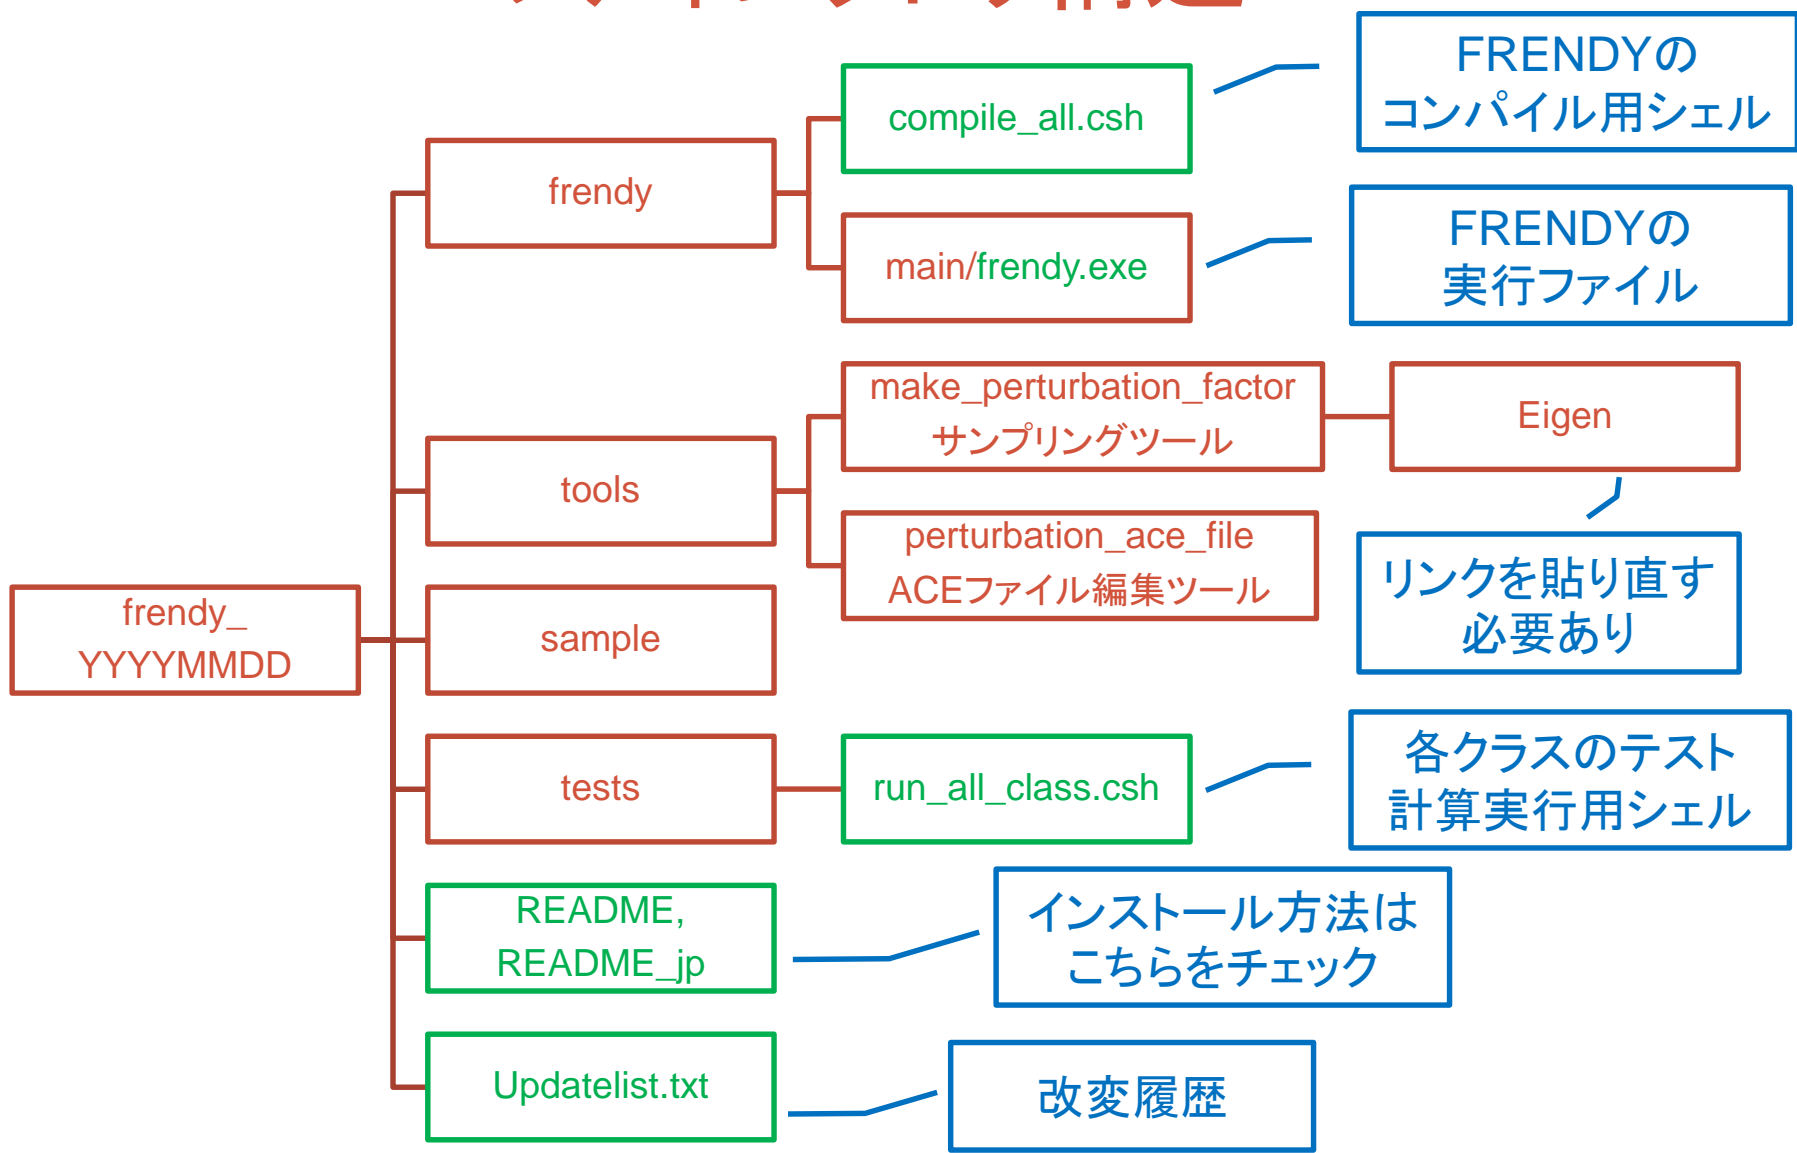 compile_all.csh
FRENDYの
コンパイル用シェル
frendy
main/frendy.exe
FRENDYの
実行ファイル
make_perturbation_factor
サンプリングツール
Eigen
tools
perturbation_ace_file
ACEファイル編集ツール
リンクを貼り直す
必要あり
frendy_
YYYYMMDD
sample
tests
run_all_class.csh
各クラスのテスト
計算実行用シェル
README,
README_jp
インストール方法は
こちらをチェック
Updatelist.txt
改変履歴